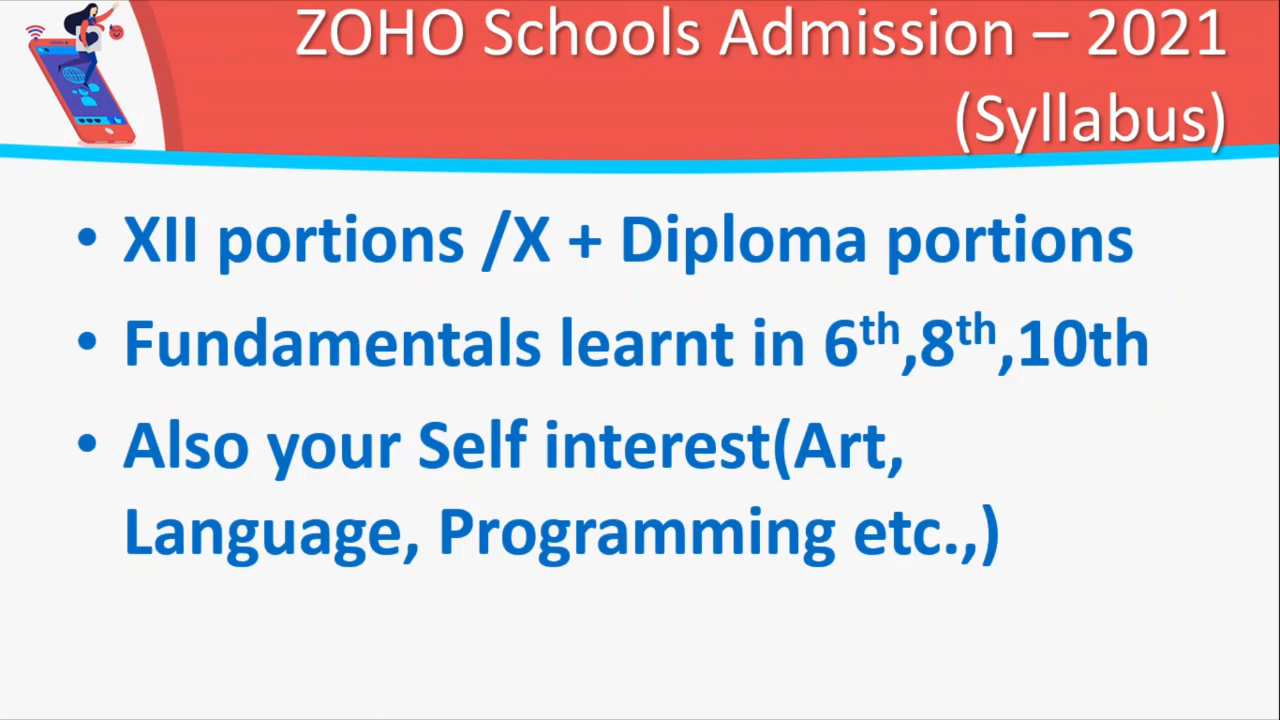 ZOHO Schools Admission – 2021
(Syllabus)
• XII portions /X + Diploma portions
• Fundamentals learnt in 6th,8th,10th
• Also your Self interest(Art,
Language, Programming etc.,)